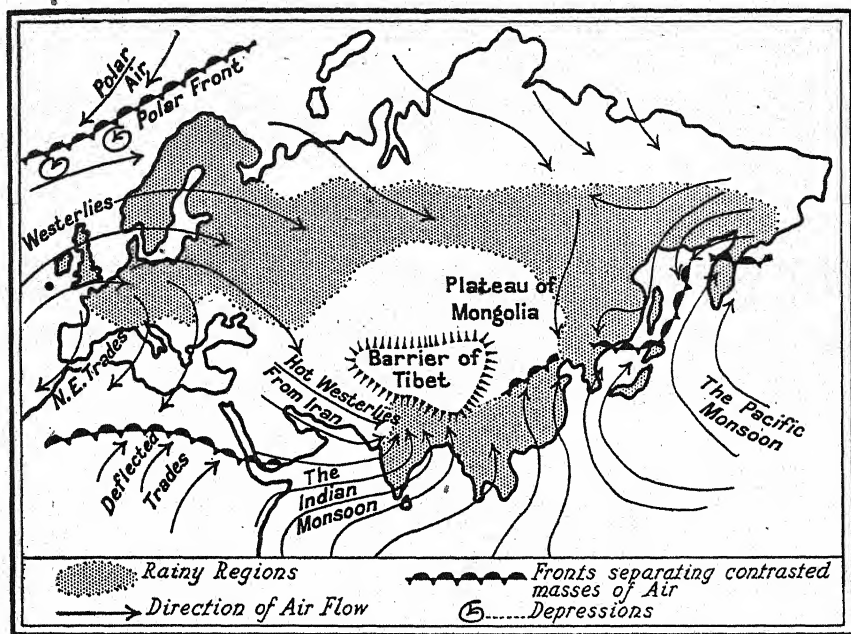 Polar
Air
Polar Front
Westerlies
Plateau of
Mongolia
Barrier of
Tibet
N.E. Trades
Hot Westerlies
From Iran
Deflected
Trades
The
Indian
Monsoon
The Pacific
Monsoon
Rainy Regions
Fronts separating contrasted
masses of Air
Direction of Air Flow
Depressions